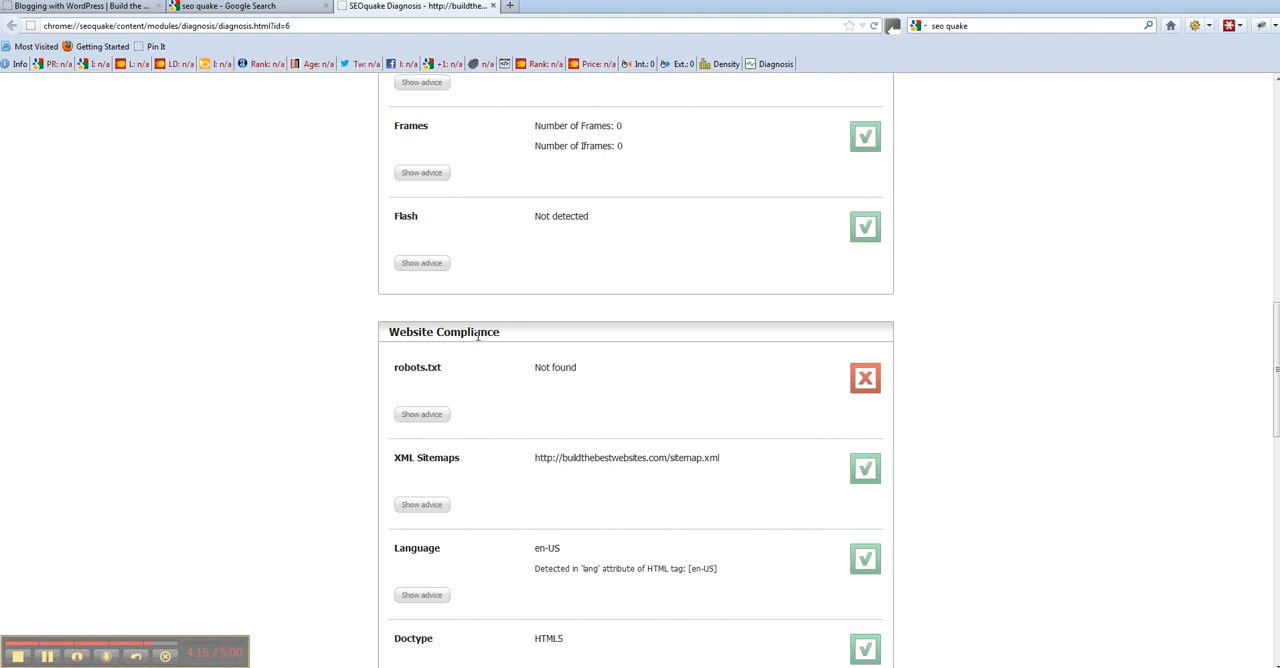 Blogging with WordPress | Build the ... ×
seo quake - Google Search ×
SEOquake Diagnosis - http://buildthe... ×
chrome://seoquake/content/modules/diagnosis/diagnosis.html?id=6
seo quake
Most Visited Getting Started Pin It
Info PR: n/a I: n/a L: n/a LD: n/a I: n/a Rank: n/a Age: n/a Tw: n/a l: n/a +1: n/a n/a Rank: n/a Price: n/a Int.: 0 Ext.: 0 Density Diagnosis
Show advice
Frames Number of Frames: 0
Number of Iframes: 0
Show advice
Flash Not detected
Show advice
Website Compliance
robots.txt Not found
Show advice
XML Sitemaps http://buildthebestwebsites.com/sitemap.xml
Show advice
Language en-US
Detected in 'lang' attribute of HTML tag: [en-US]
Show advice
Doctype HTML5
4:16 / 5:00